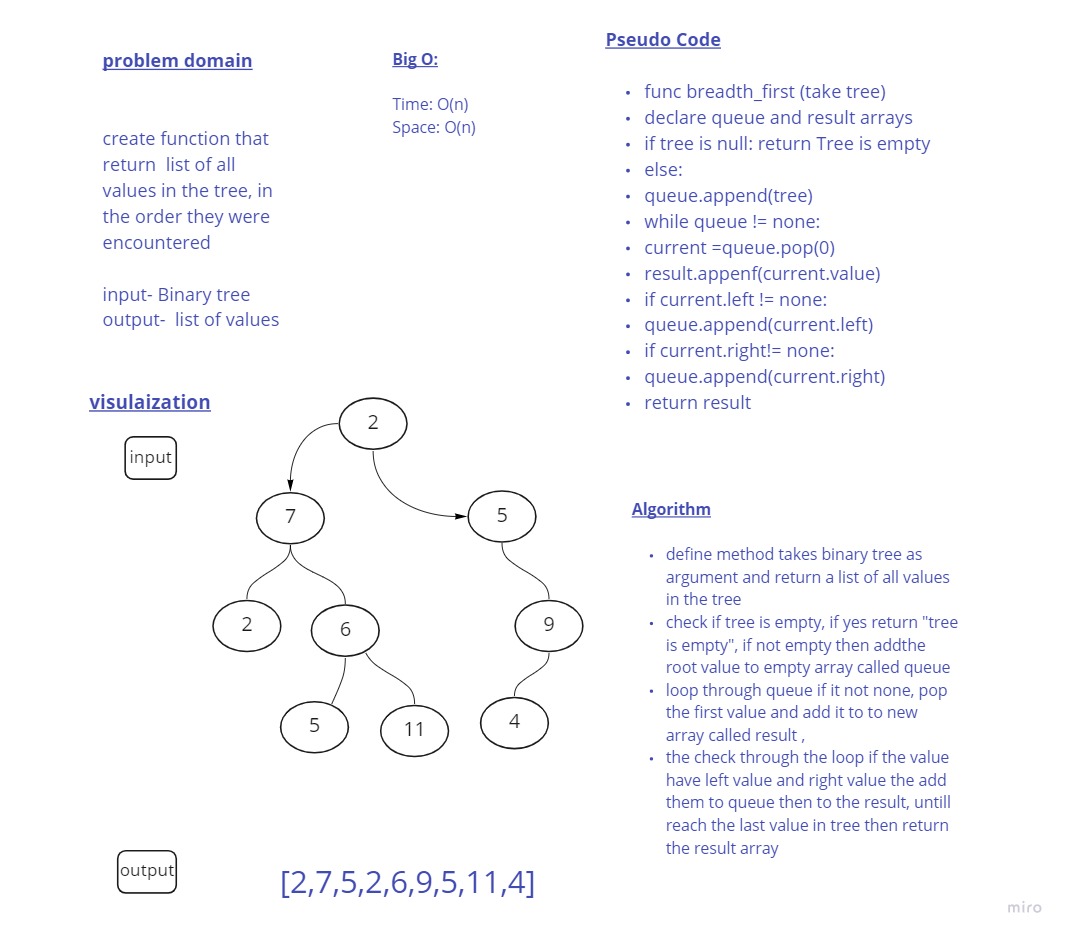 problem domain
create function that
return  list of all
values in the tree, in
the order they were
encountered
input- Binary tree
output-  list of values
Big O:
Time: O(n)
Space: O(n)
Pseudo Code
• func breadth_first (take tree)
• declare queue and result arrays
• if tree is null: return Tree is empty
• else:
• queue.append(tree)
• while queue != none:
• current =queue.pop(0)
• result.appenf(current.value)
• if current.left != none:
• queue.append(current.left)
• if current.right!= none:
• queue.append(current.right)
• return result
visulaization
input
2
7
5
2
6
9
5
11
4
output
[2,7,5,2,6,9,5,11,4]
Algorithm
• define method takes binary tree as
argument and return a list of all values
in the tree
• check if tree is empty, if yes return "tree
is empty", if not empty then addthe
root value to empty array called queue
• loop through queue if it not none, pop
the first value and add it to to new
array called result ,
• the check through the loop if the value
have left value and right value the add
them to queue then to the result, untill
reach the last value in tree then return
the result array
miro